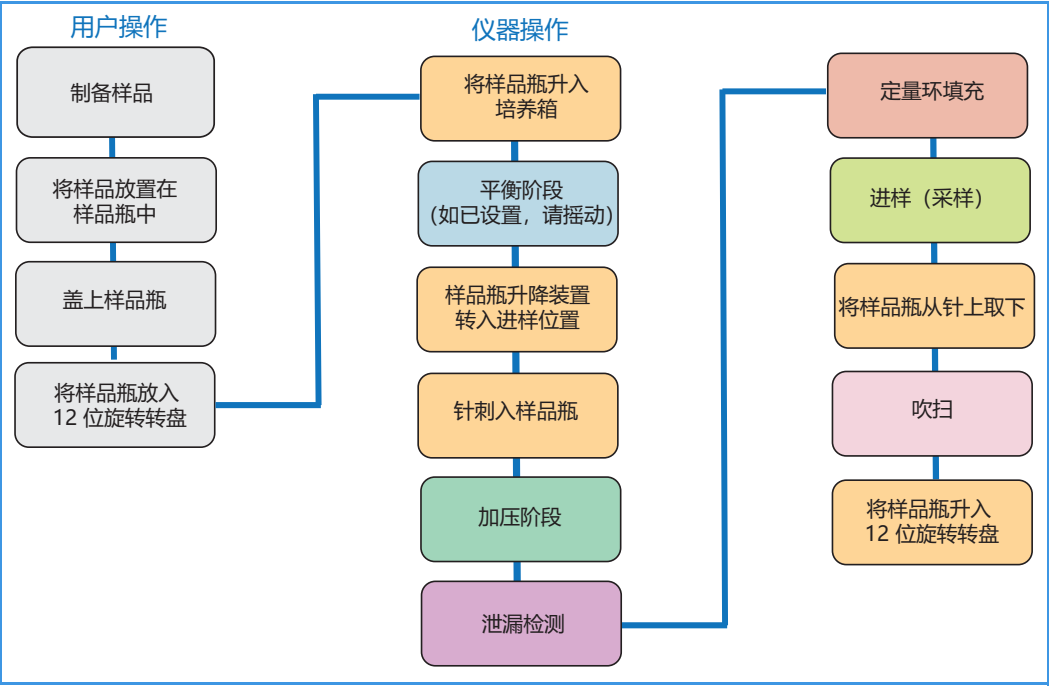 用户操作
制备样品
将样品放置在
样品瓶中
盖上样品瓶
将样品瓶放入
12 位旋转转盘
仪器操作
将样品瓶升入
培养箱
平衡阶段
(如已设置，请摇动)
样品瓶升降装置
转入进样位置
针刺入样品瓶
加压阶段
泄漏检测
定量环填充
进样（采样）
将样品瓶从针上取下
吹扫
将样品瓶升入
12 位旋转转盘